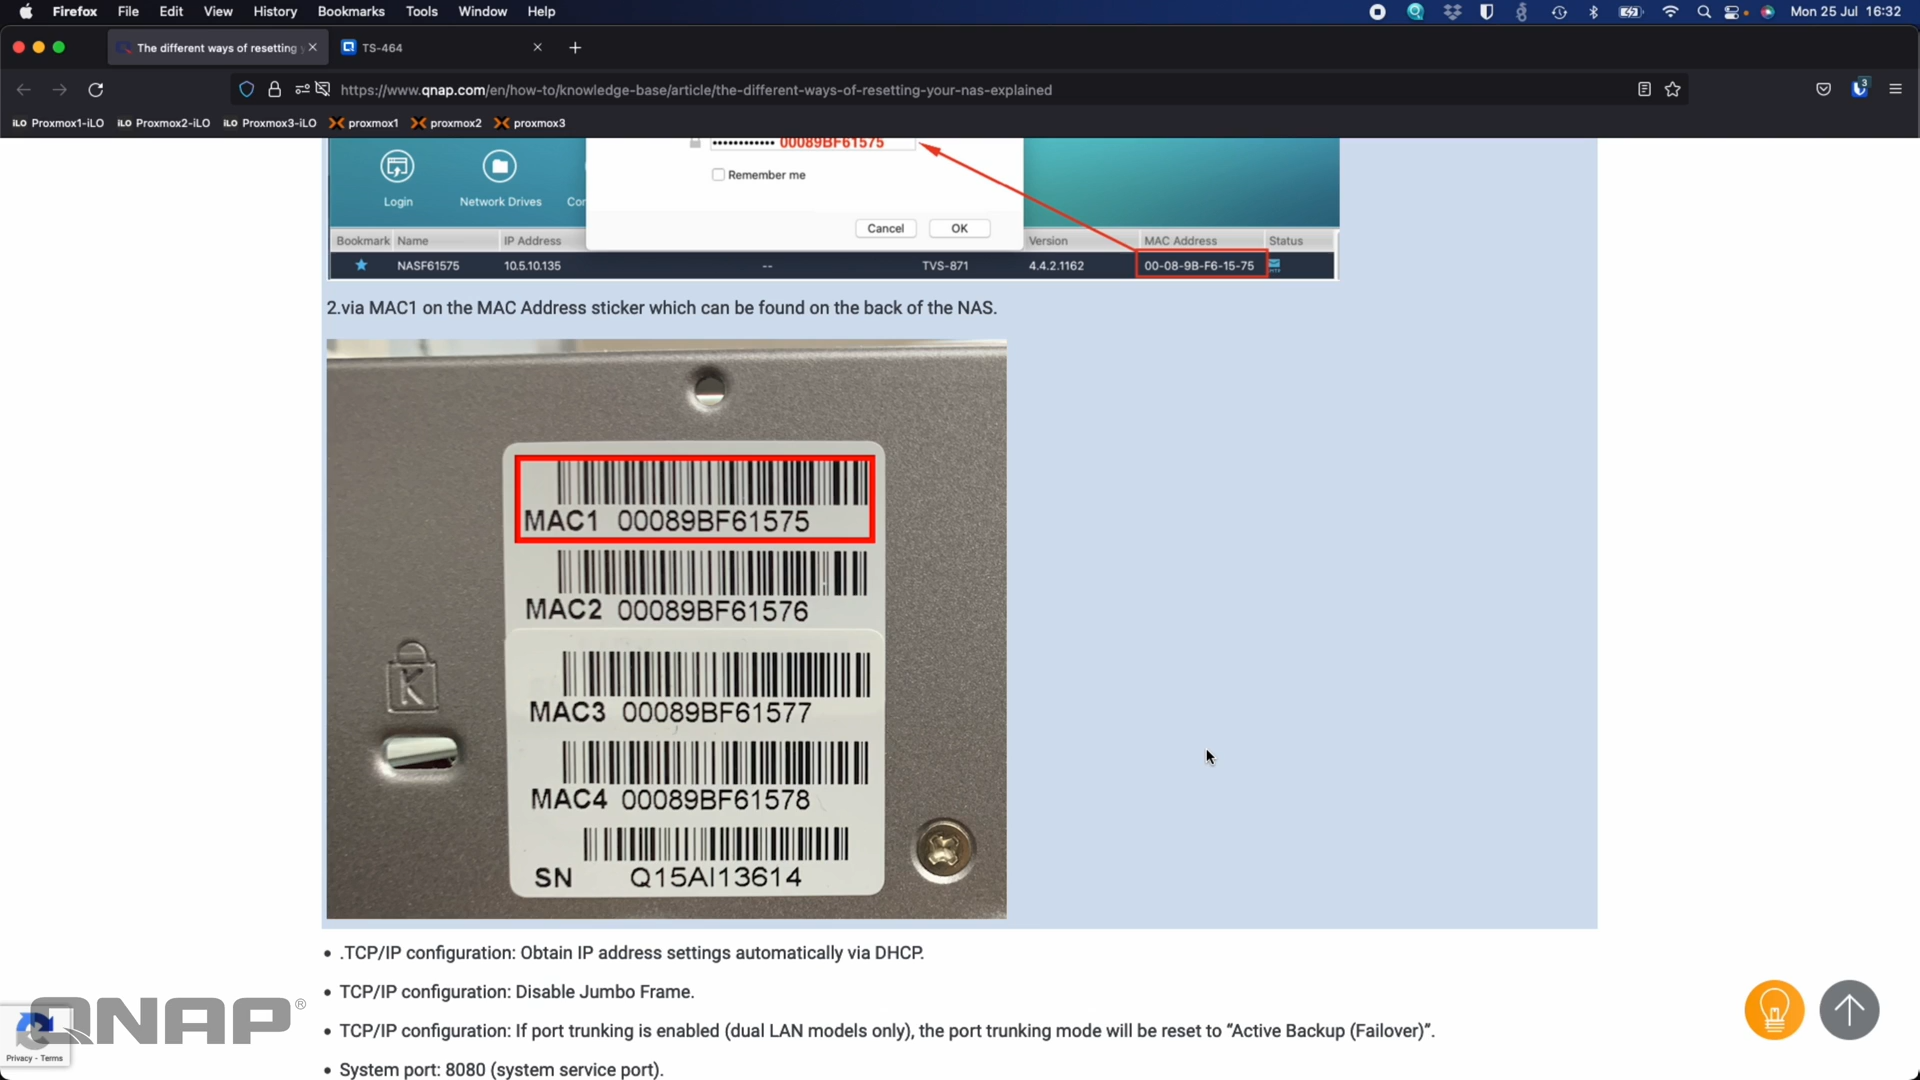 Firefox File Edit View History Bookmarks Tools Window Help
Mon 25 Jul 16:32
The different ways of resetting
TS-464
https://www.qnap.com/en/how-to/knowledge-base/article/the-different-ways-of-resetting-your-nas-explained
3
iLO Proxmox1-iLO iLO Proxmox2-iLO iLO Proxmox3-iLO proxmox1 proxmox2 proxmox3
•••••••••••• 00089BF61575
Remember me
Login Network Drives Cor
Cancel OK
Bookmark Name IP Address Version MAC Address Status
NASF61575 10.5.10.135 -- TVS-871 4.4.2.1162 00-08-9B-F6-15-75
2.via MAC1 on the MAC Address sticker which can be found on the back of the NAS.
MAC1 00089BF61575
MAC2 00089BF61576
K
MAC3 00089BF61577
MAC4 00089BF61578
SN Q15AI13614
• .TCP/IP configuration: Obtain IP address settings automatically via DHCP.
• TCP/IP configuration: Disable Jumbo Frame.
• TCP/IP configuration: If port trunking is enabled (dual LAN models only), the port trunking mode will be reset to “Active Backup (Failover)”.
• System port: 8080 (system service port).
QNAP®
Privacy - Terms